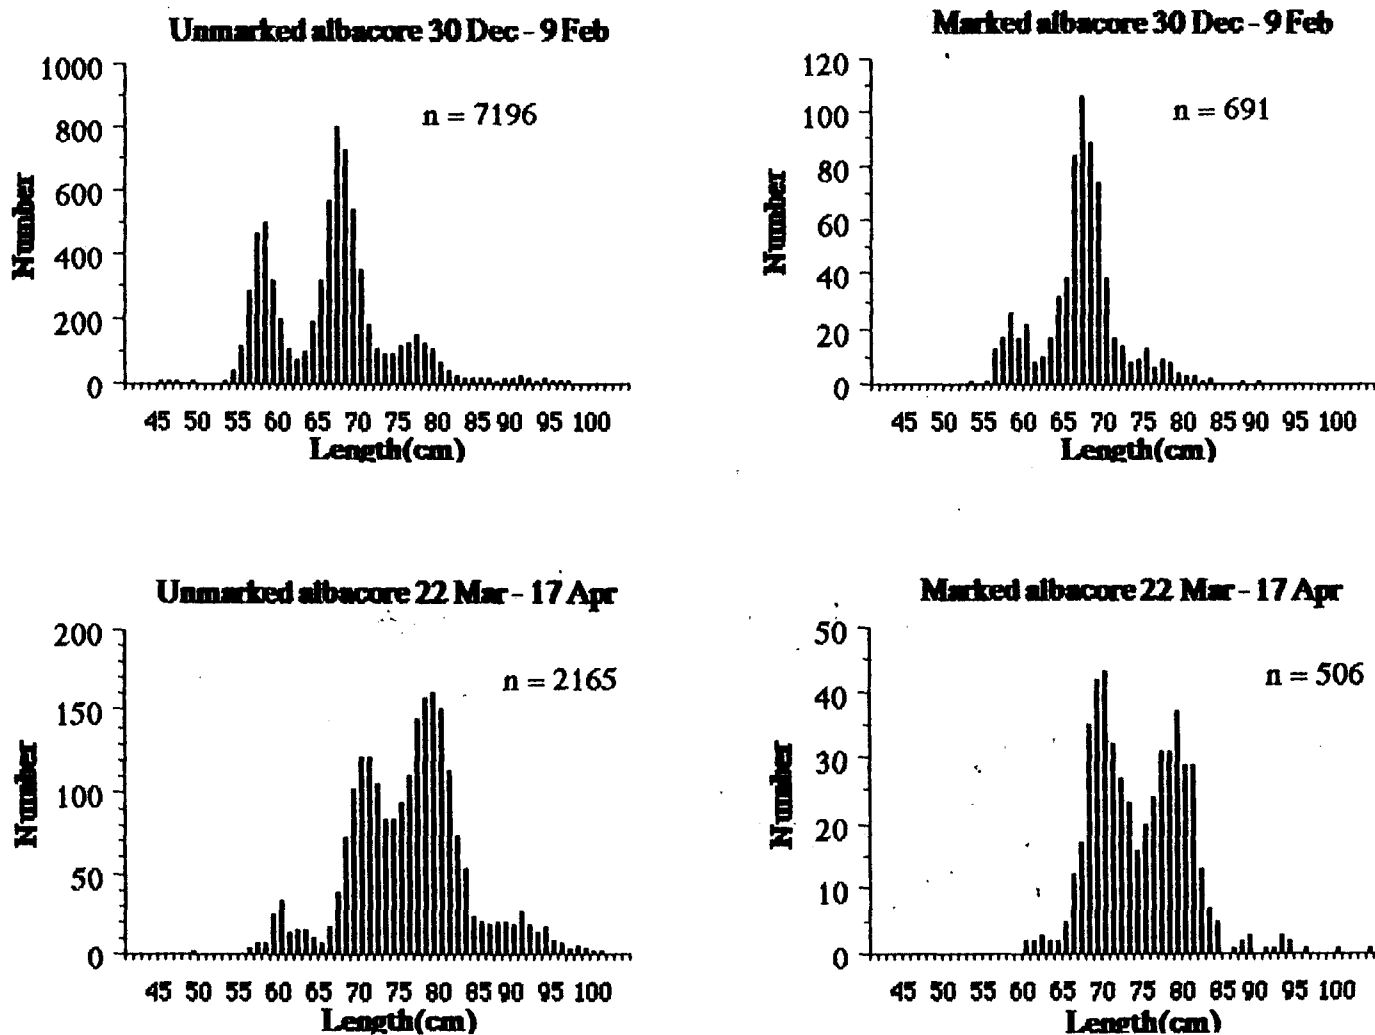 Unmarked albacore 30 Dec - 9 Feb
1000
800
600
400
200
0
Number
n = 7196
45 50 55 60 65 70 75 80 85 90 95 100
Length(cm)
Marked albacore 30 Dec - 9 Feb
120
100
80
60
40
20
0
Number
n = 691
45 50 55 60 65 70 75 80 85 90 95 100
Length(cm)
Unmarked albacore 22 Mar - 17 Apr
200
150
100
50
0
Number
n = 2165
45 50 55 60 65 70 75 80 85 90 95 100
Length(cm)
Marked albacore 22 Mar - 17 Apr
50
40
30
20
10
0
Number
n = 506
45 50 55 60 65 70 75 80 85 90 95 100
Length(cm)